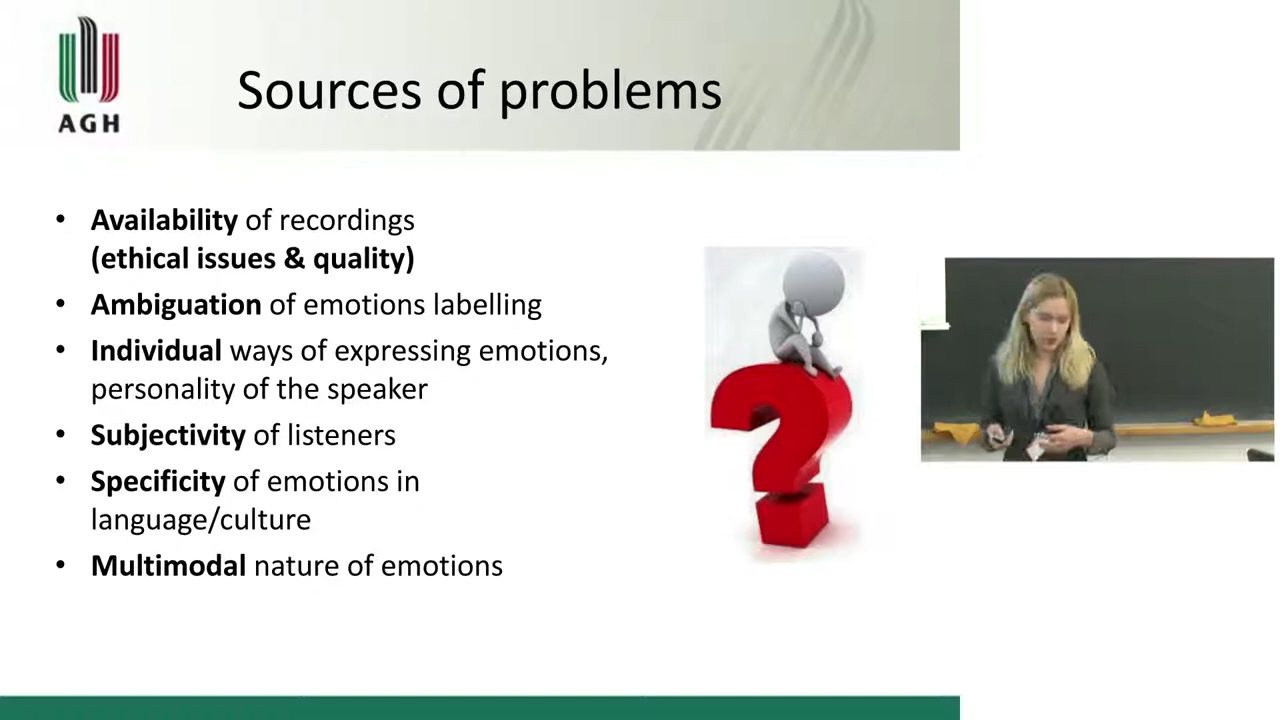 AGH
Sources of problems
• Availability of recordings
(ethical issues & quality)
• Ambiguation of emotions labelling
• Individual ways of expressing emotions,
personality of the speaker
• Subjectivity of listeners
• Specificity of emotions in
language/culture
• Multimodal nature of emotions